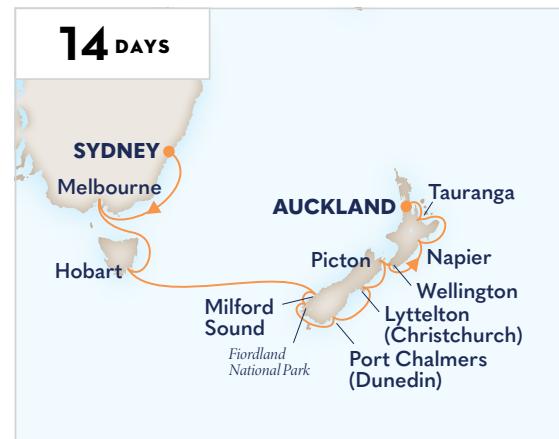 14 DAYS
SYDNEY
Melbourne
Hobart
AUCKLAND
Tauranga
Napier
Picton
Wellington
Milford
Sound
Lyttelton
(Christchurch)
Fiordland
National Park
Port Chalmers
(Dunedin)